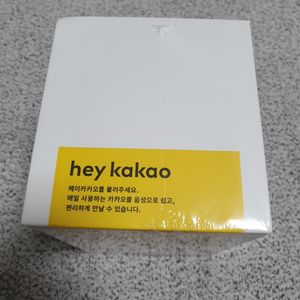 hey kakao
헤이카카오를 불러주세요.
매일 사용하는 카카오를 음성으로 쉽고,
편리하게 만날 수 있습니다.